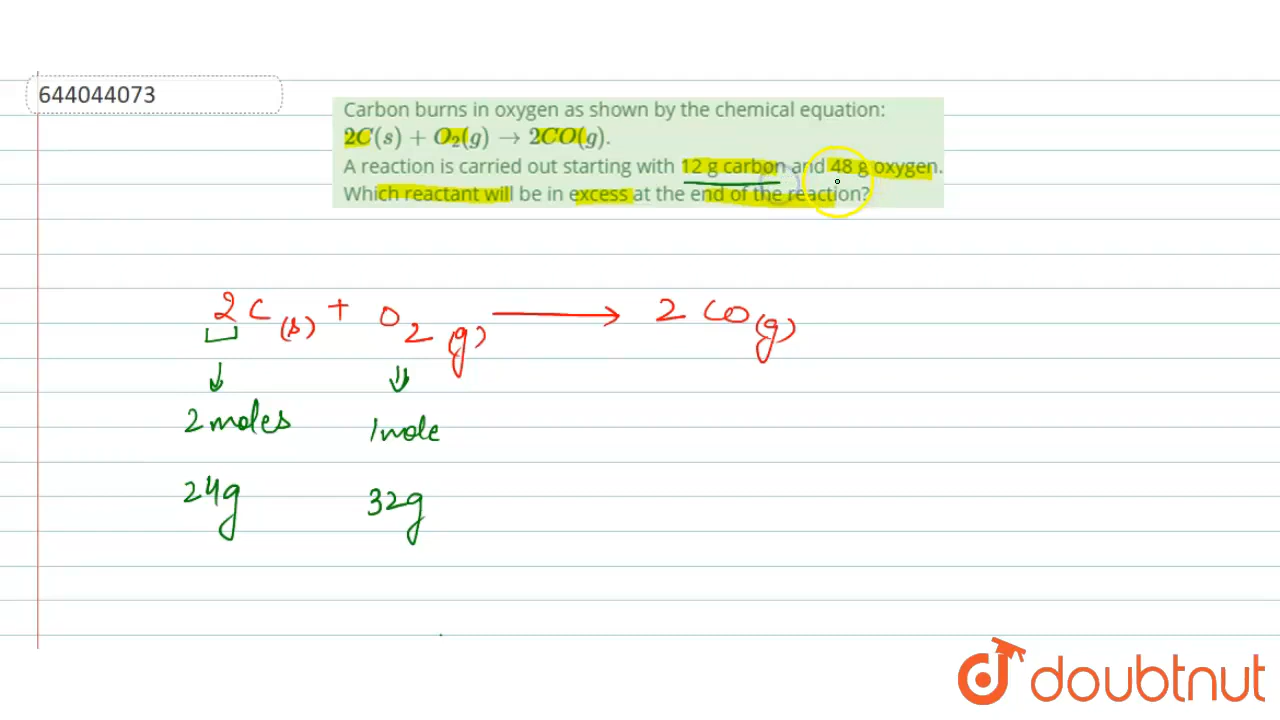 644044073
Carbon burns in oxygen as shown by the chemical equation:
2C(s) + O₂(g) → 2CO(g).
A reaction is carried out starting with 12 g carbon and 48 g oxygen.
Which reactant will be in excess at the end of the reaction?
2C(s) + O₂(g) ⟶ 2CO(g)
2 moles 1 mole
24g 32g
doubtnut